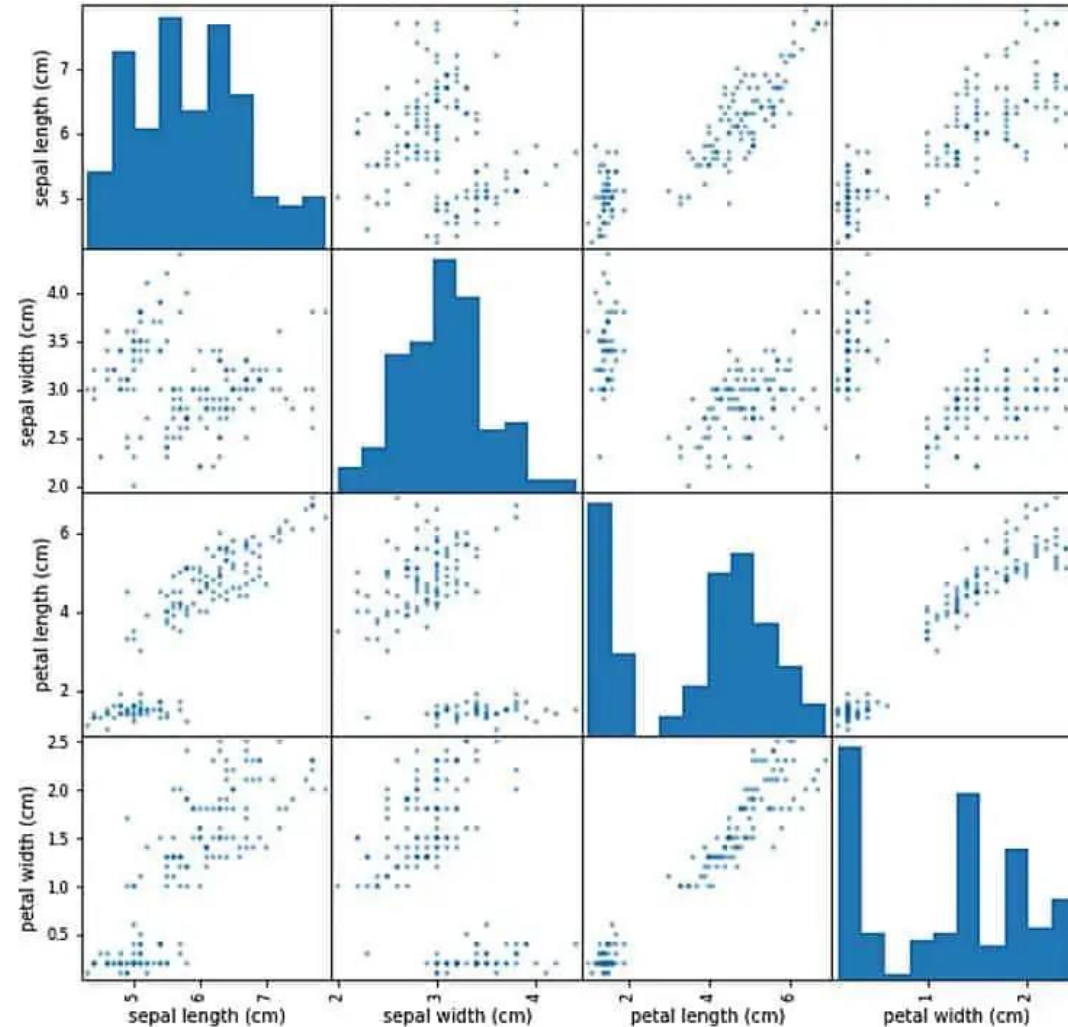 sepal length (cm)
7
6
5
sepal width (cm)
4.0
3.5
3.0
2.5
2.0
petal length (cm)
6
4
2
petal width (cm)
2.5
2.0
1.5
1.0
0.5
5 6 7 2 3 4 2 4 6 1 2
sepal length (cm) sepal width (cm) petal length (cm) petal width (cm)